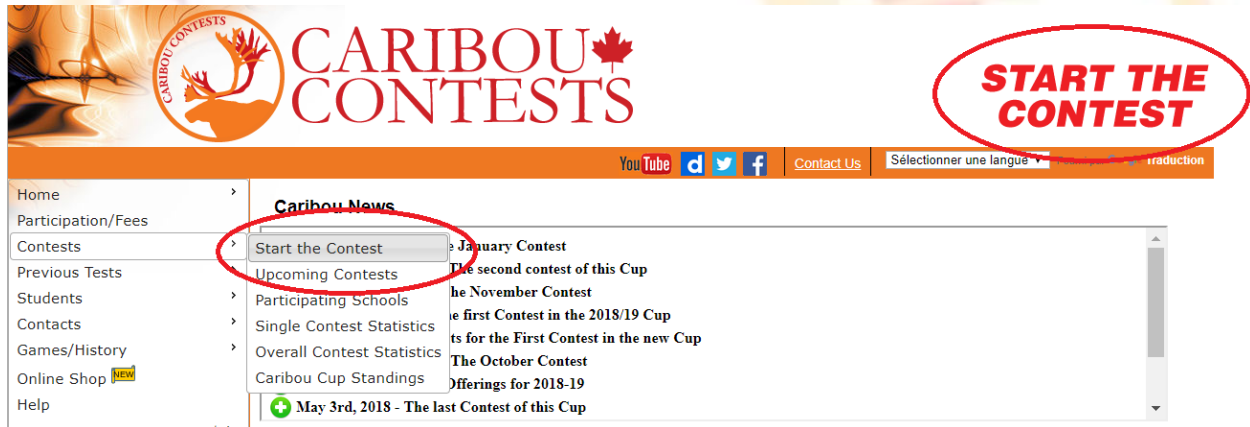 CARIBOU CONTESTS
CARIBOU
CONTESTS
START THE
CONTEST
YouTube
Contact Us
Sélectionner une langue
Traduction
Home
Participation/Fees
Contests
Previous Tests
Students
Contacts
Games/History
Online Shop NEW
Help
Start the Contest
Upcoming Contests
Participating Schools
Single Contest Statistics
Overall Contest Statistics
Caribou Cup Standings
Caribou News
January Contest
The second contest of this Cup
the November Contest
first Contest in the 2018/19 Cup
for the First Contest in the new Cup
The October Contest
Offerings for 2018-19
May 3rd, 2018 - The last Contest of this Cup